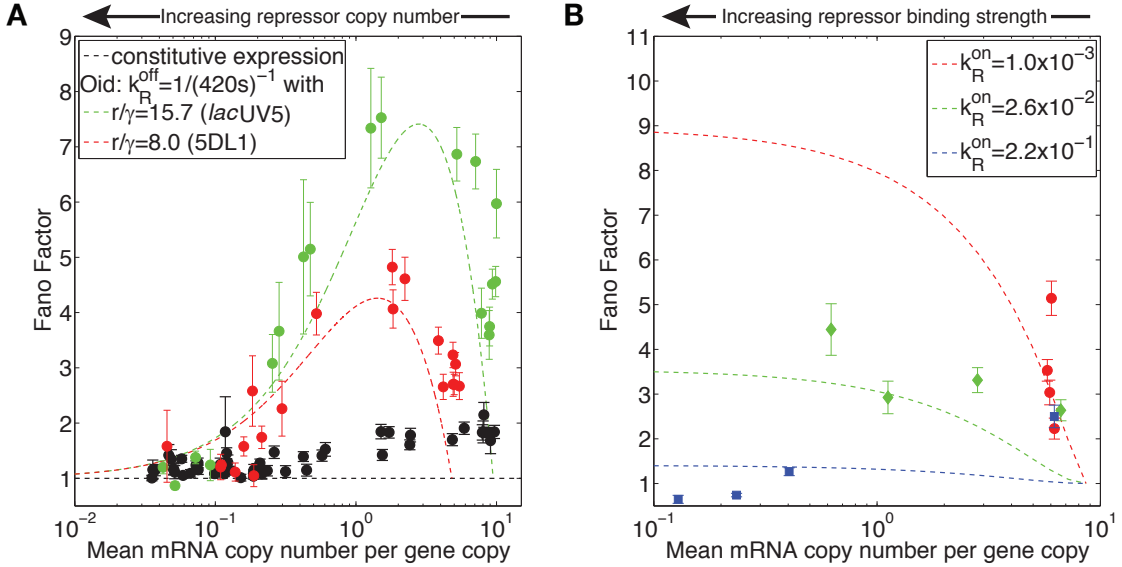 A
Increasing repressor copy number
9
8
7
6
5
4
3
2
1
Fano Factor
constitutive expression
Oid: k_R^off=1/(420s)^-1 with
r/γ=15.7 (lacUV5)
r/γ=8.0 (5DL1)
10^-2
10^-1
10^0
10^1
Mean mRNA copy number per gene copy
B
Increasing repressor binding strength
11
10
9
8
7
6
5
4
3
2
1
Fano Factor
k_R^on=1.0x10^-3
k_R^on=2.6x10^-2
k_R^on=2.2x10^-1
10^-1
10^0
10^1
Mean mRNA copy number per gene copy